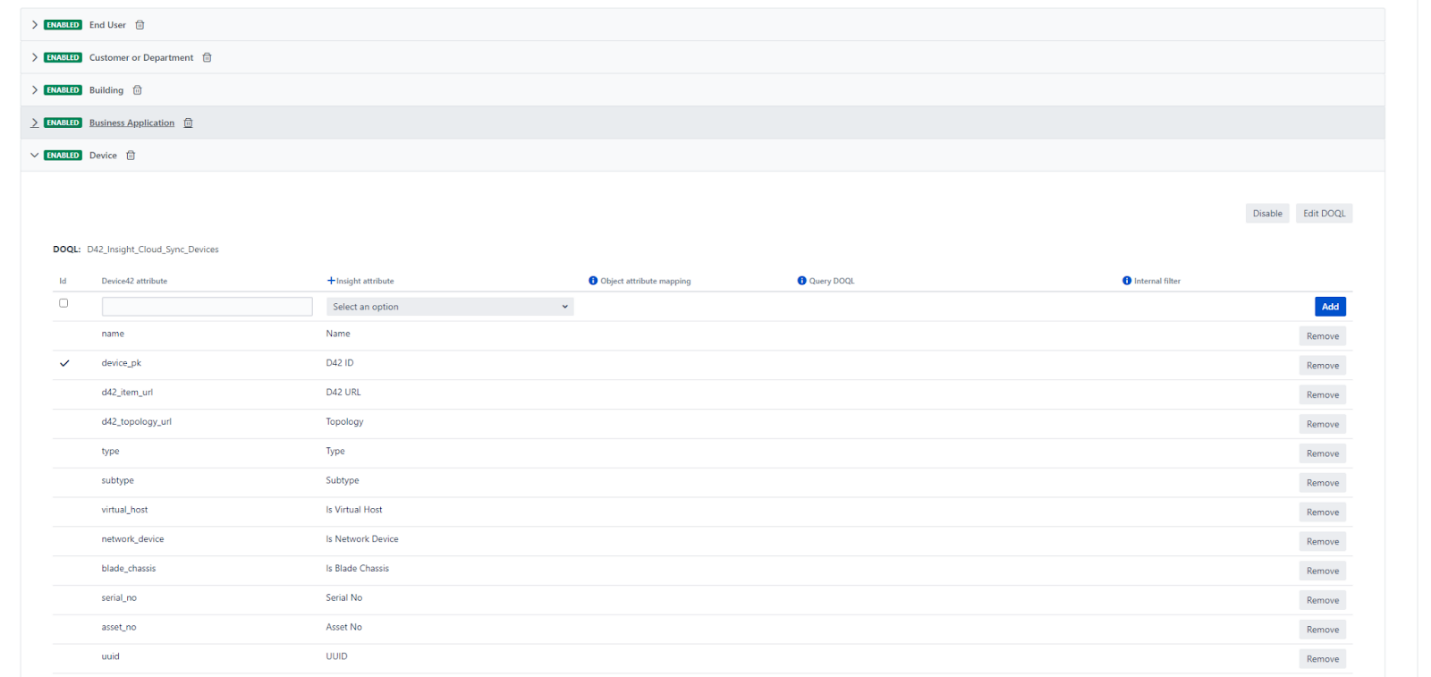 ENABLED End User
ENABLED Customer or Department
ENABLED Building
ENABLED Business Application
ENABLED Device
Disable Edit DOQL
DOQL: D42_Insight_Cloud_Sync_Devices
Id Device42 attribute Insight attribute Object attribute mapping Query DOQL Internal filter
Select an option Add
name Name Remove
device_pk D42 ID Remove
d42_item_url D42 URL Remove
d42_topology_url Topology Remove
type Type Remove
subtype Subtype Remove
virtual_host Is Virtual Host Remove
network_device Is Network Device Remove
blade_chassis Is Blade Chassis Remove
serial_no Serial No Remove
asset_no Asset No Remove
uuid UUID Remove